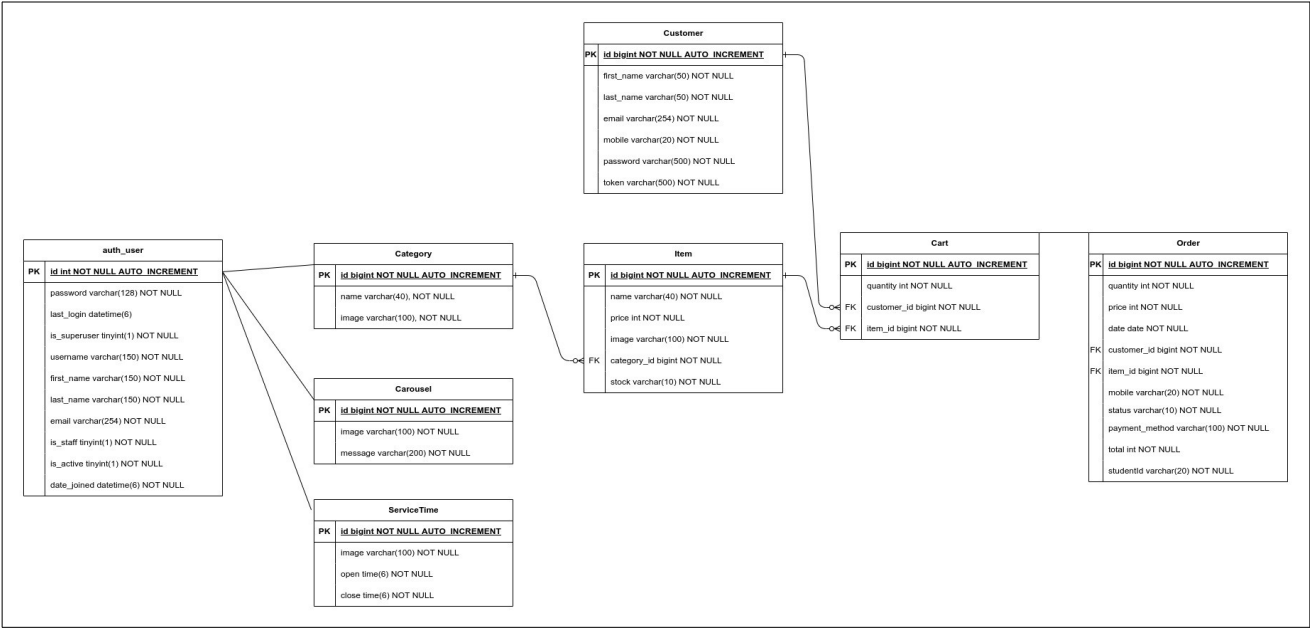 Customer
PK id bigint NOT NULL AUTO_INCREMENT
first_name varchar(50) NOT NULL
last_name varchar(50) NOT NULL
email varchar(254) NOT NULL
mobile varchar(20) NOT NULL
password varchar(500) NOT NULL
token varchar(500) NOT NULL
auth_user
PK id int NOT NULL AUTO_INCREMENT
password varchar(128) NOT NULL
last_login datetime(6)
is_superuser tinyint(1) NOT NULL
username varchar(150) NOT NULL
first_name varchar(150) NOT NULL
last_name varchar(150) NOT NULL
email varchar(254) NOT NULL
is_staff tinyint(1) NOT NULL
is_active tinyint(1) NOT NULL
date_joined datetime(6) NOT NULL
Category
PK id bigint NOT NULL AUTO_INCREMENT
name varchar(40), NOT NULL
image varchar(100), NOT NULL
Carousel
PK id bigint NOT NULL AUTO_INCREMENT
image varchar(100) NOT NULL
message varchar(200) NOT NULL
ServiceTime
PK id bigint NOT NULL AUTO_INCREMENT
image varchar(100) NOT NULL
open time(6) NOT NULL
close time(6) NOT NULL
Item
PK id bigint NOT NULL AUTO_INCREMENT
name varchar(40) NOT NULL
price int NOT NULL
image varchar(100) NOT NULL
FK category_id bigint NOT NULL
stock varchar(10) NOT NULL
Cart
PK id bigint NOT NULL AUTO_INCREMENT
quantity int NOT NULL
FK customer_id bigint NOT NULL
FK item_id bigint NOT NULL
Order
PK id bigint NOT NULL AUTO_INCREMENT
quantity int NOT NULL
price int NOT NULL
date date NOT NULL
FK customer_id bigint NOT NULL
FK item_id bigint NOT NULL
mobile varchar(20) NOT NULL
status varchar(10) NOT NULL
payment_method varchar(100) NOT NULL
total int NOT NULL
studentId varchar(20) NOT NULL